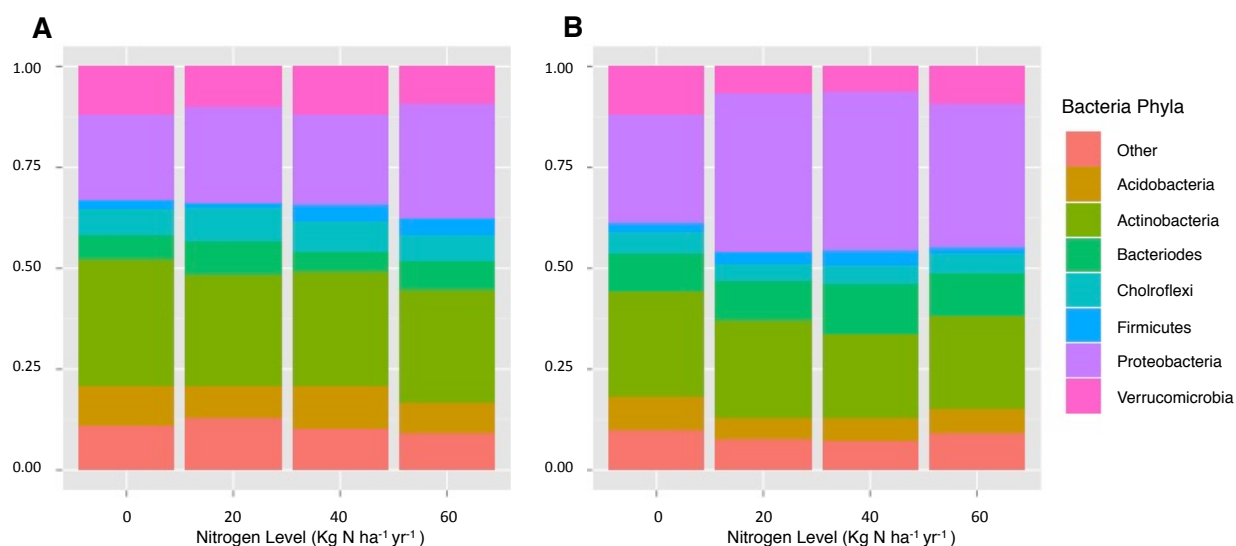 A
1.00
0.75
0.50
0.25
0.00
0 20 40 60
Nitrogen Level (Kg N ha⁻¹ yr⁻¹ )
B
1.00
0.75
0.50
0.25
0.00
0 20 40 60
Nitrogen Level (Kg N ha⁻¹ yr⁻¹ )
Bacteria Phyla
Other
Acidobacteria
Actinobacteria
Bacteriodes
Cholroflexi
Firmicutes
Proteobacteria
Verrucomicrobia